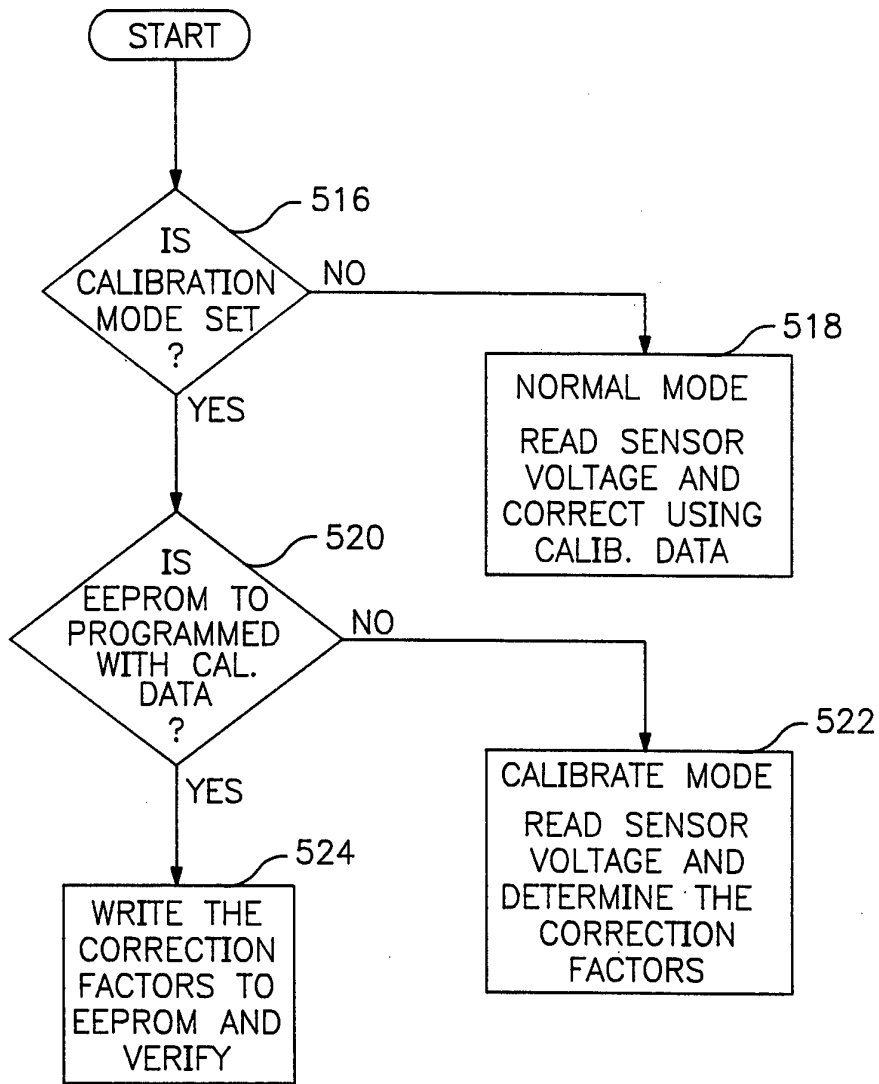 START
516
IS
CALIBRATION
MODE SET
?
NO
YES
518
NORMAL MODE
READ SENSOR
VOLTAGE AND
CORRECT USING
CALIB. DATA
520
IS
EEPROM TO
PROGRAMMED
WITH CAL.
DATA
?
NO
YES
522
CALIBRATE MODE
READ SENSOR
VOLTAGE AND
DETERMINE THE
CORRECTION
FACTORS
524
WRITE THE
CORRECTION
FACTORS TO
EEPROM AND
VERIFY